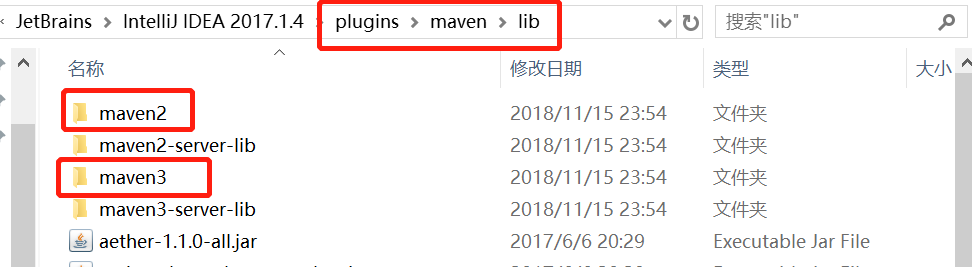 JetBrains > IntelliJ IDEA 2017.1.4 > plugins > maven > lib 搜索"lib"
名称 修改日期 类型 大小
maven2 2018/11/15 23:54 文件夹
maven2-server-lib 2018/11/15 23:54 文件夹
maven3 2018/11/15 23:54 文件夹
maven3-server-lib 2018/11/15 23:54 文件夹
aether-1.1.0-all.jar 2017/6/6 20:29 Executable Jar File